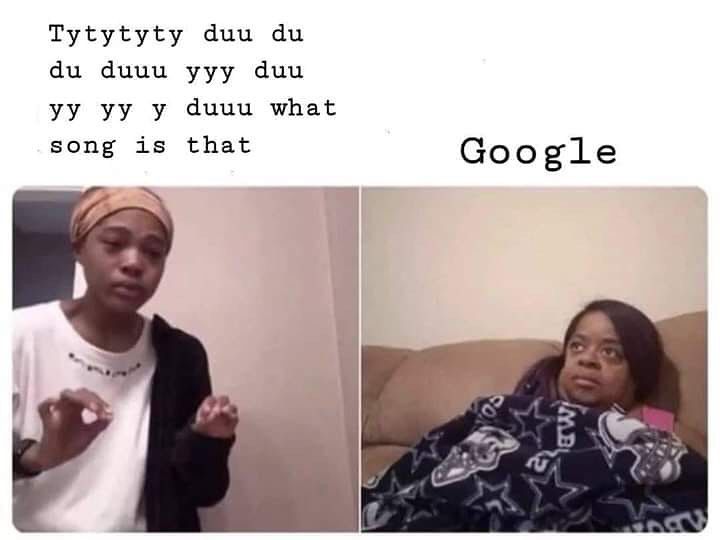 Tytytyty duu du
du duuu yyy duu
yy yy y duuu what
song is that
Google